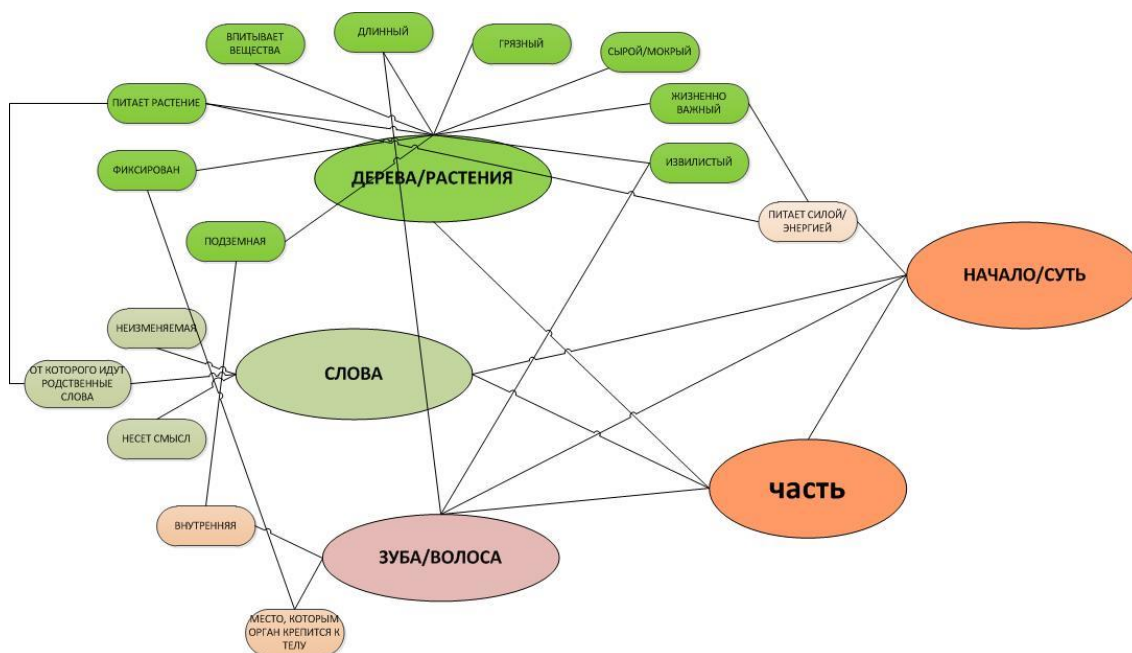 ВПИТЫВАЕТ
ВЕЩЕСТВА
ДЛИННЫЙ
ГРЯЗНЫЙ
СЫРОЙ/МОКРЫЙ
ПИТАЕТ РАСТЕНИЕ
ЖИЗНЕННО
ВАЖНЫЙ
ФИКСИРОВАН
ДЕРЕВА/РАСТЕНИЯ
ИЗВИЛИСТЫЙ
ПОДЗЕМНАЯ
ПИТАЕТ СИЛОЙ/
ЭНЕРГИЕЙ
НАЧАЛО/СУТЬ
НЕИЗМЕНЯЕМАЯ
СЛОВА
ОТ КОТОРОГО ИДУТ
РОДСТВЕННЫЕ
СЛОВА
НЕСЕТ СМЫСЛ
часть
ВНУТРЕННЯЯ
ЗУБА/ВОЛОСА
МЕСТО, КОТОРЫМ
ОРГАН КРЕПИТСЯ К
ТЕЛУ